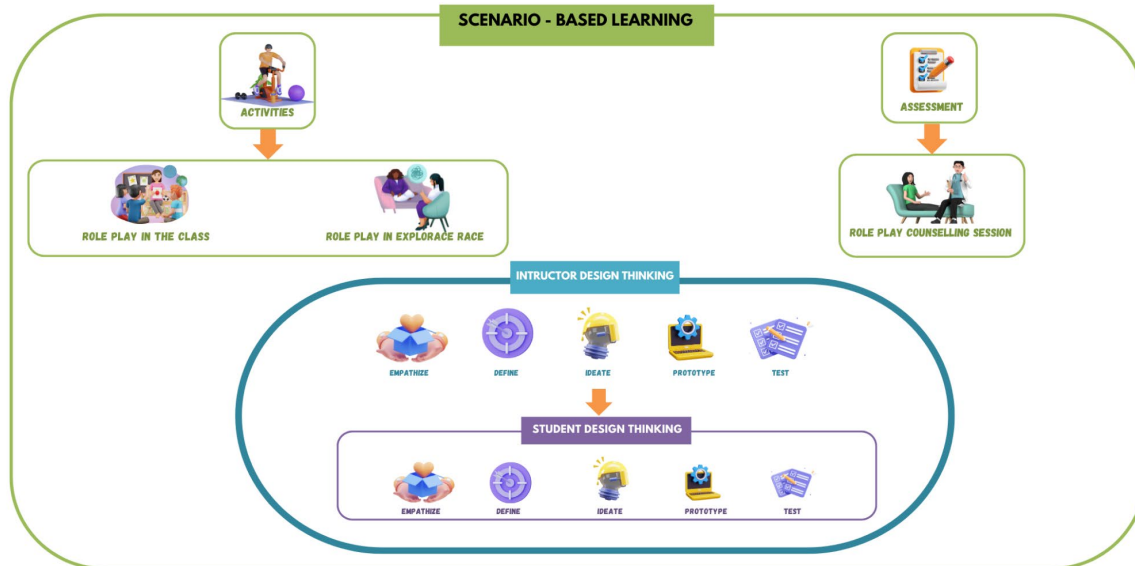 SCENARIO - BASED LEARNING
ACTIVITIES
ASSESSMENT
ROLE PLAY IN THE CLASS
ROLE PLAY IN EXPLORACE RACE
ROLE PLAY COUNSELLING SESSION
INTRUCTOR DESIGN THINKING
EMPATHIZE
DEFINE
IDEATE
PROTOTYPE
TEST
STUDENT DESIGN THINKING
EMPATHIZE
DEFINE
IDEATE
PROTOTYPE
TEST